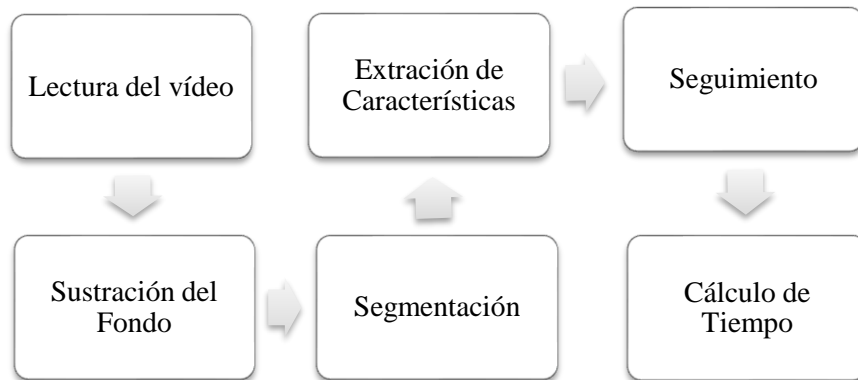 Lectura del vídeo
Sustración del
Fondo
Segmentación
Extración de
Características
Seguimiento
Cálculo de
Tiempo